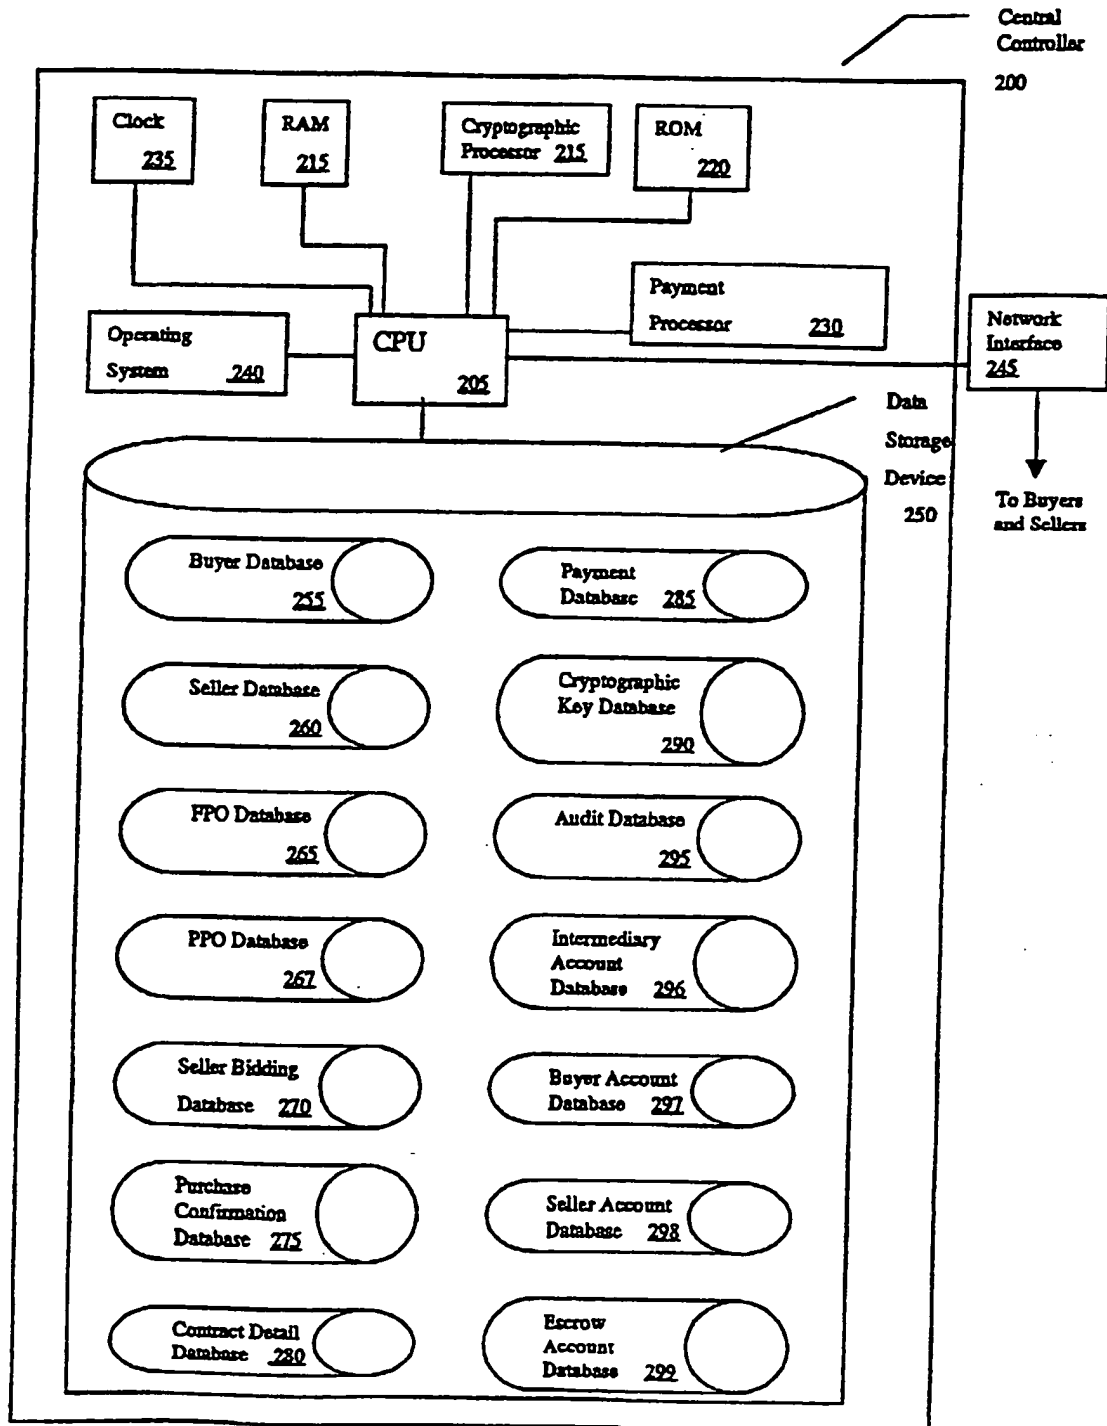 Central
Controller
200
Clock
235
RAM
215
Cryptographic
Processor 215
ROM
220
Payment
Processor 230
Operating
System 240
CPU
205
Network
Interface
245
Data
Storage
Device
250
To Buyers
and Sellers
Buyer Database
255
Payment
Database 285
Seller Database
260
Cryptographic
Key Database
290
FPO Database
265
Audit Database
295
PPO Database
267
Intermediary
Account
Database 296
Seller Bidding
Database 270
Buyer Account
Database 297
Purchase
Confirmation
Database 275
Seller Account
Database 298
Contract Detail
Database 280
Escrow
Account
Database 299